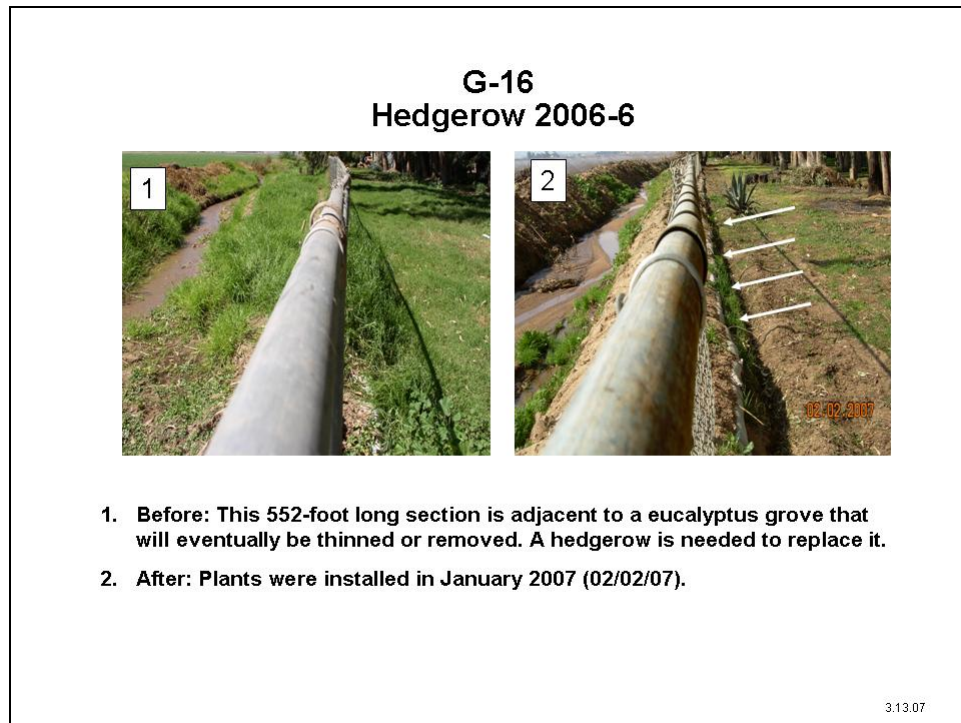 G-16
Hedgerow 2006-6
1
2
02.02.2007
1. Before: This 552-foot long section is adjacent to a eucalyptus grove that
will eventually be thinned or removed. A hedgerow is needed to replace it.
2. After: Plants were installed in January 2007 (02/02/07).
3.13.07